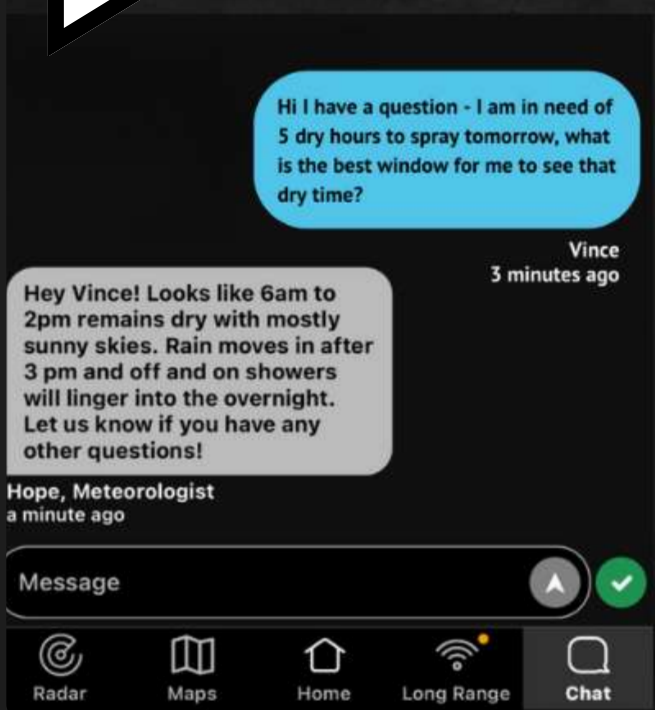 Hi I have a question - I am in need of
5 dry hours to spray tomorrow, what
is the best window for me to see that
dry time?
Vince
3 minutes ago
Hey Vince! Looks like 6am to
2pm remains dry with mostly
sunny skies. Rain moves in after
3 pm and off and on showers
will linger into the overnight.
Let us know if you have any
other questions!
Hope, Meteorologist
a minute ago
Message
Radar
Maps
Home
Long Range
Chat